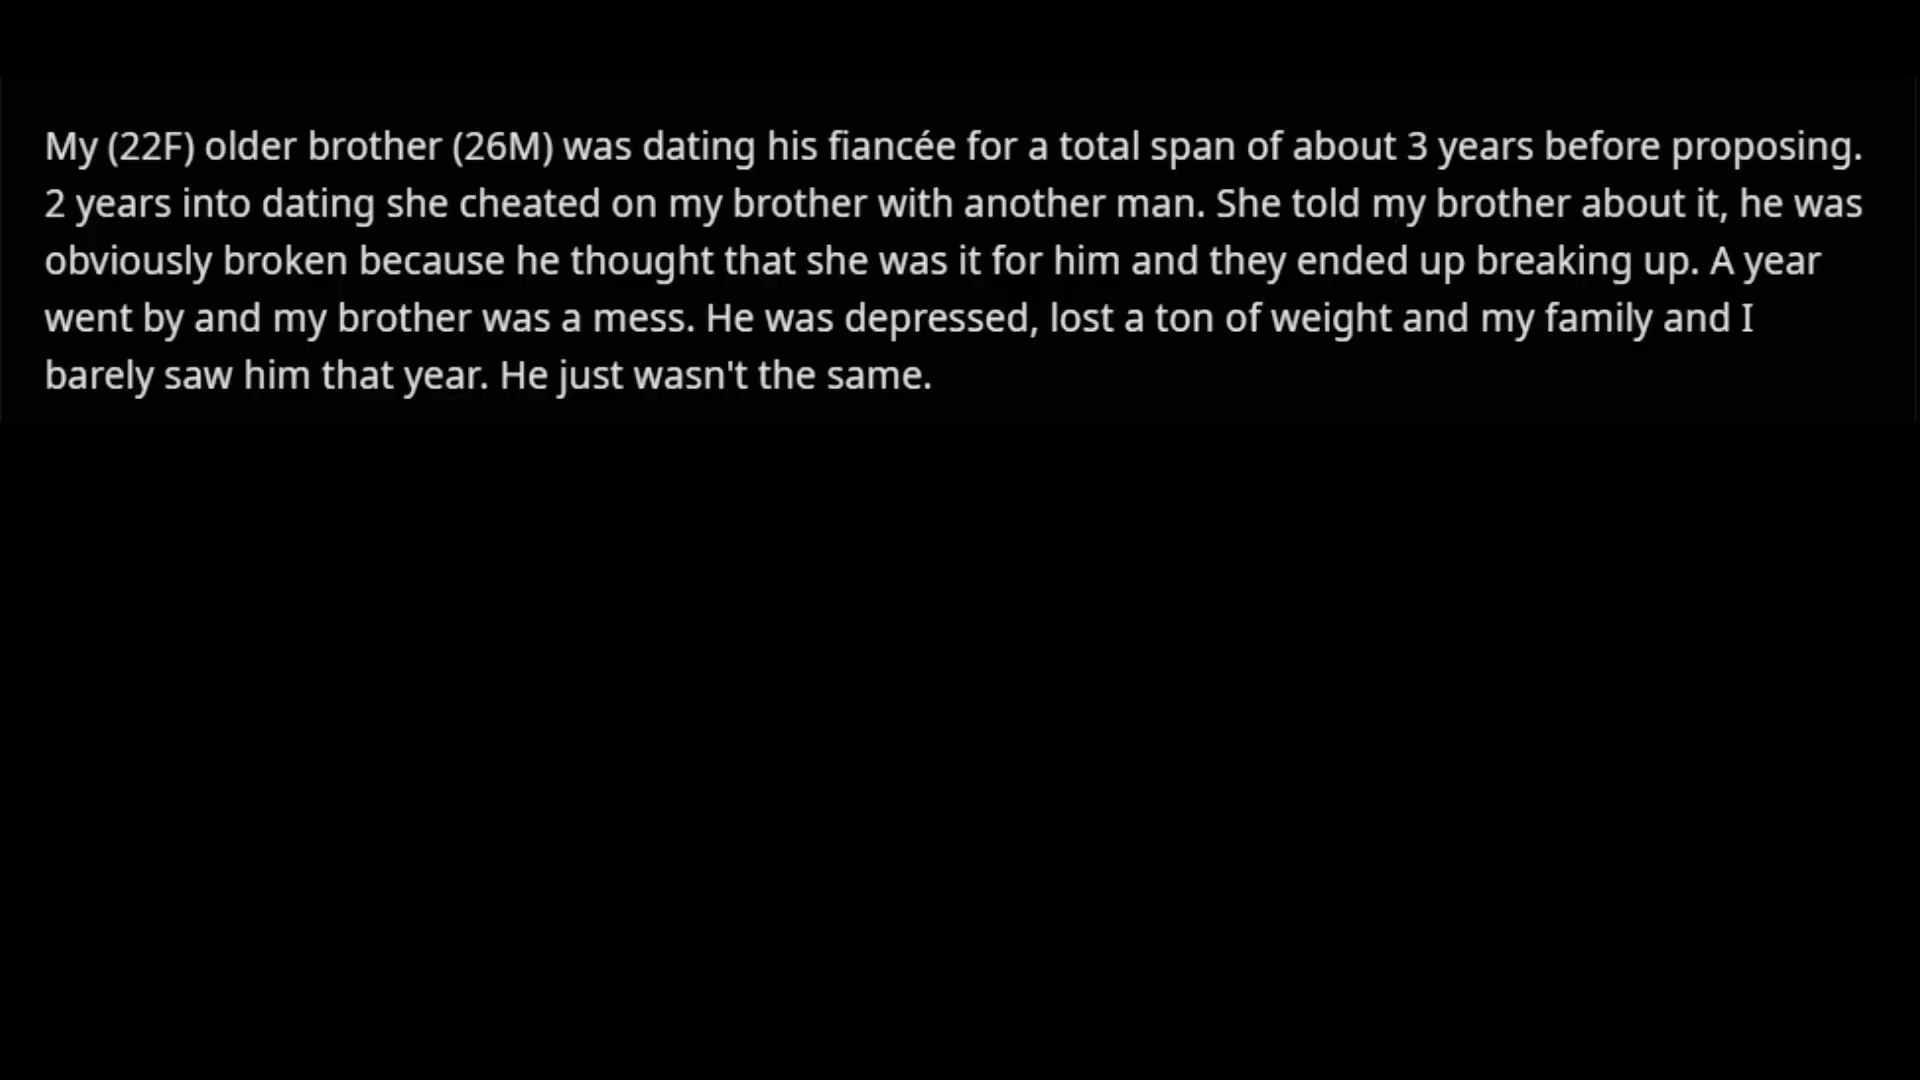 My (22F) older brother (26M) was dating his fiancée for a total span of about 3 years before proposing.
2 years into dating she cheated on my brother with another man. She told my brother about it, he was
obviously broken because he thought that she was it for him and they ended up breaking up. A year
went by and my brother was a mess. He was depressed, lost a ton of weight and my family and I
barely saw him that year. He just wasn't the same.